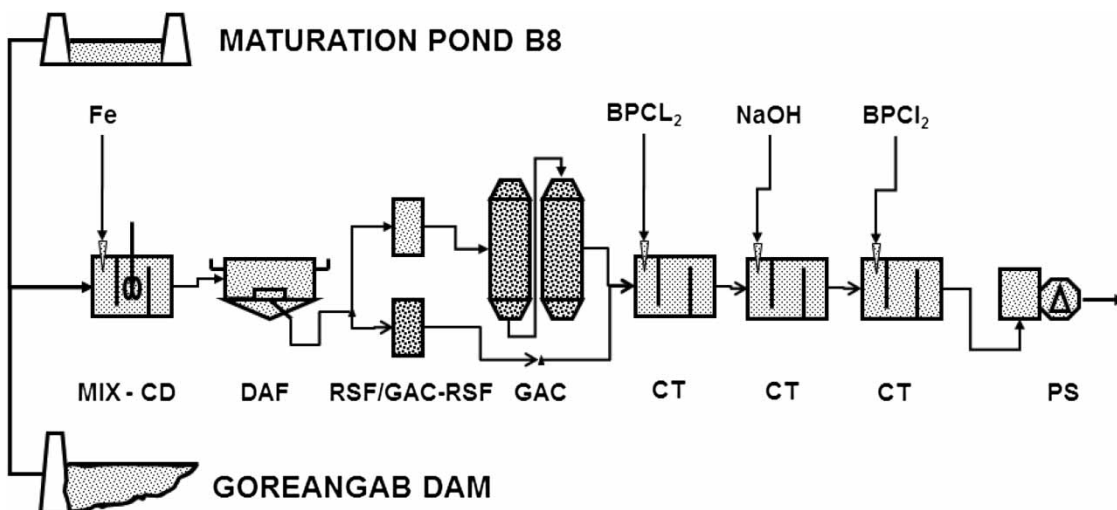 MATURATION POND B8
Fe
BPCL₂
NaOH
BPCl₂
MIX - CD
DAF
RSF/GAC-RSF
GAC
CT
CT
CT
PS
GOREANGAB DAM